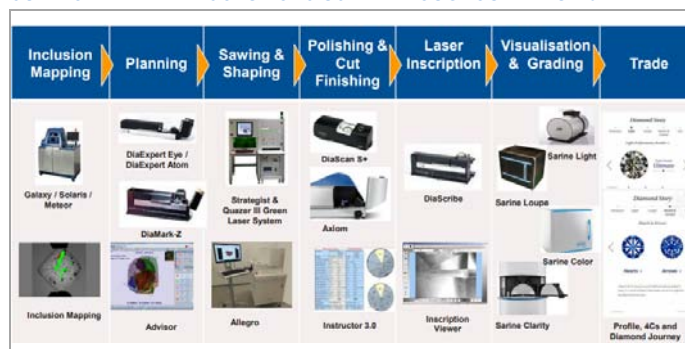 Inclusion
Mapping
Planning
Sawing &
Shaping
Polishing &
Cut
Finishing
Laser
Inscription
Visualisation
& Grading
Trade
Galaxy / Solaris /
Meteor
Inclusion Mapping
DiaExpert Eye /
DiaExpert Atom
DiaMark-Z
Advisor
Strategist &
Quazer III Green
Laser System
Allegro
DiaScan S+
Axiom
Instructor 3.0
DiaScribe
Inscription
Viewer
Sarine Light
Sarine Loupe
Sarine Color
Sarine Clarity
Diamond Story
Diamond Story
Profile, 4Cs and
Diamond Journey